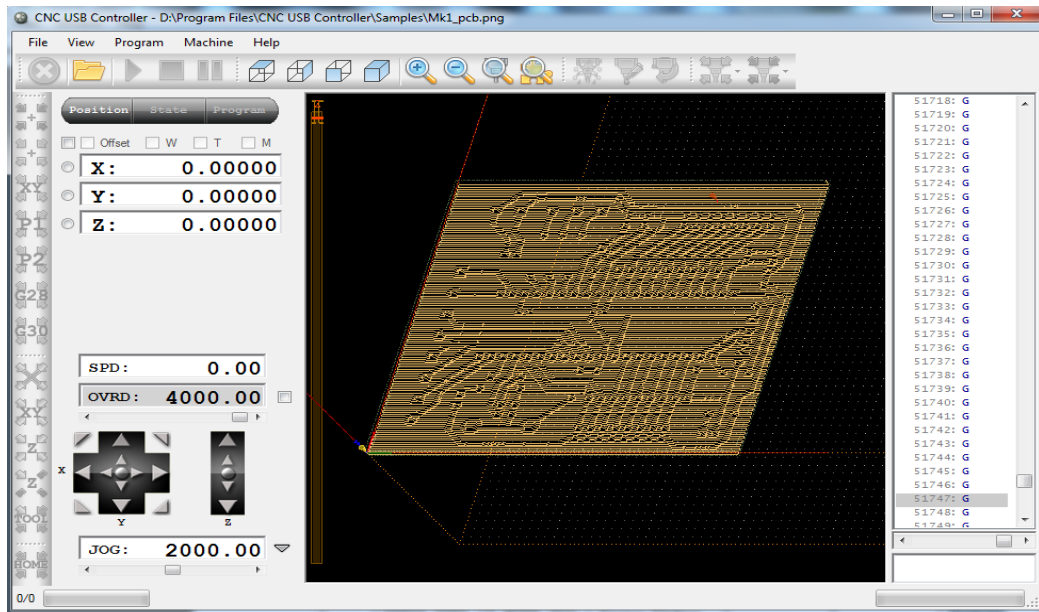 CNC USB Controller - D:\Program Files\CNC USB Controller\Samples\Mk1_pcb.png
File View Program Machine Help
Position State Program
Offset W T M
X: 0.00000
Y: 0.00000
Z: 0.00000
XY
P1
P2
G28
G30
SPD: 0.00
OVRD: 4000.00
X
XY
Z
Z
TOOL
HOME
X
Y
Z
JOG: 2000.00
51718: G
51719: G
51720: G
51721: G
51722: G
51723: G
51724: G
51725: G
51726: G
51727: G
51728: G
51729: G
51730: G
51731: G
51732: G
51733: G
51734: G
51735: G
51736: G
51737: G
51738: G
51739: G
51740: G
51741: G
51742: G
51743: G
51744: G
51745: G
51746: G
51747: G
51748: G
51749: G
0/0